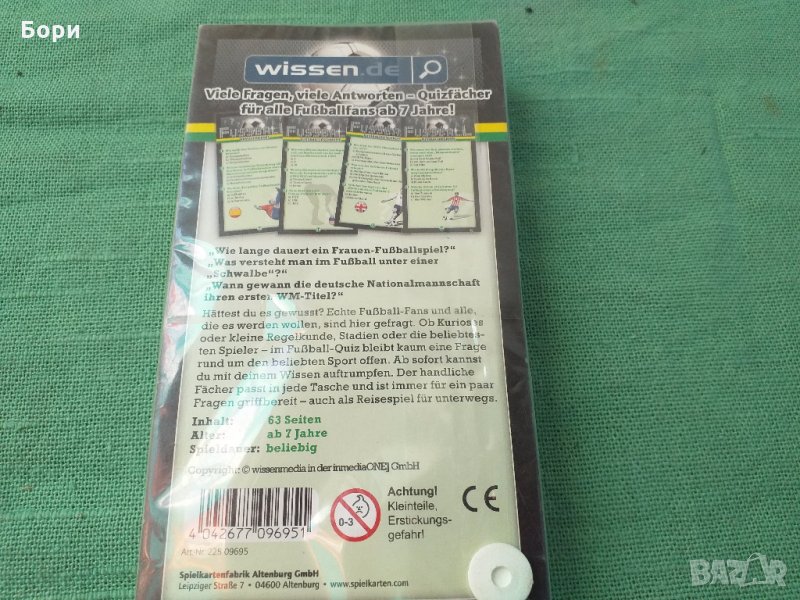 Бори
wissen.de
Viele Fragen, viele Antworten – Quizfächer
für alle Fußballfans ab 7 Jahre!
Fussball Fussball Fussball Fussball
„Wie lange dauert ein Frauen-Fußballspiel?“
„Was versteht man im Fußball unter einer
„Schwalbe“?“
„Wann gewann die deutsche Nationalmannschaft
ihren ersten WM-Titel?“
Hättest du es gewusst? Echte Fußball-Fans und alle,
die es werden wollen, sind hier gefragt. Ob Kurioses
oder kleine Regelkunde, Stadien oder die beliebtes-
ten Spieler – im Fußball-Quiz bleibt kaum eine Frage
rund um den beliebten Sport offen. Ab sofort kannst
du mit deinem Wissen auftrumpfen. Der handliche
Fächer passt in jede Tasche und ist immer für ein paar
Fragen griffbereit – auch als Reisespiel für unterwegs.
Inhalt: 63 Seiten
Alter: ab 7 Jahre
Spieldauer: beliebig
Copyright: © wissenmedia in der inmediaONE] GmbH
Achtung!
Kleinteile,
Erstickungs-
gefahr!
0-3
CE
4 042677 096951
Art-Nr. 225 09695
Spielkartenfabrik Altenburg GmbH
Leipziger Straße 7 • 04600 Altenburg • www.spielkarten.com
BAZAR